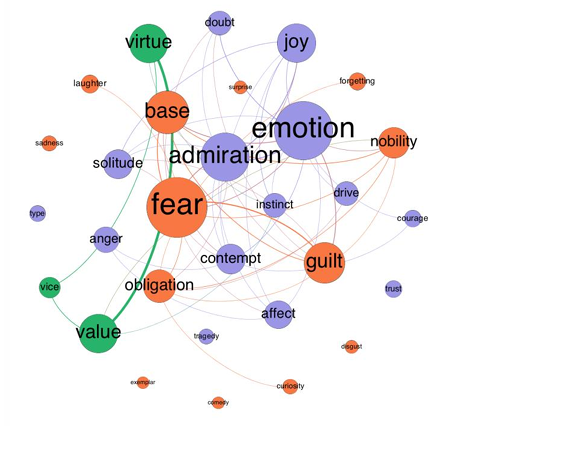 doubt
virtue
joy
laughter
surprise
forgetting
base
emotion
sadness
nobility
admiration
solitude
drive
fear
instinct
type
courage
anger
contempt
guilt
vice
obligation
trust
affect
value
tragedy
disgust
exemplar
curiosity
comedy